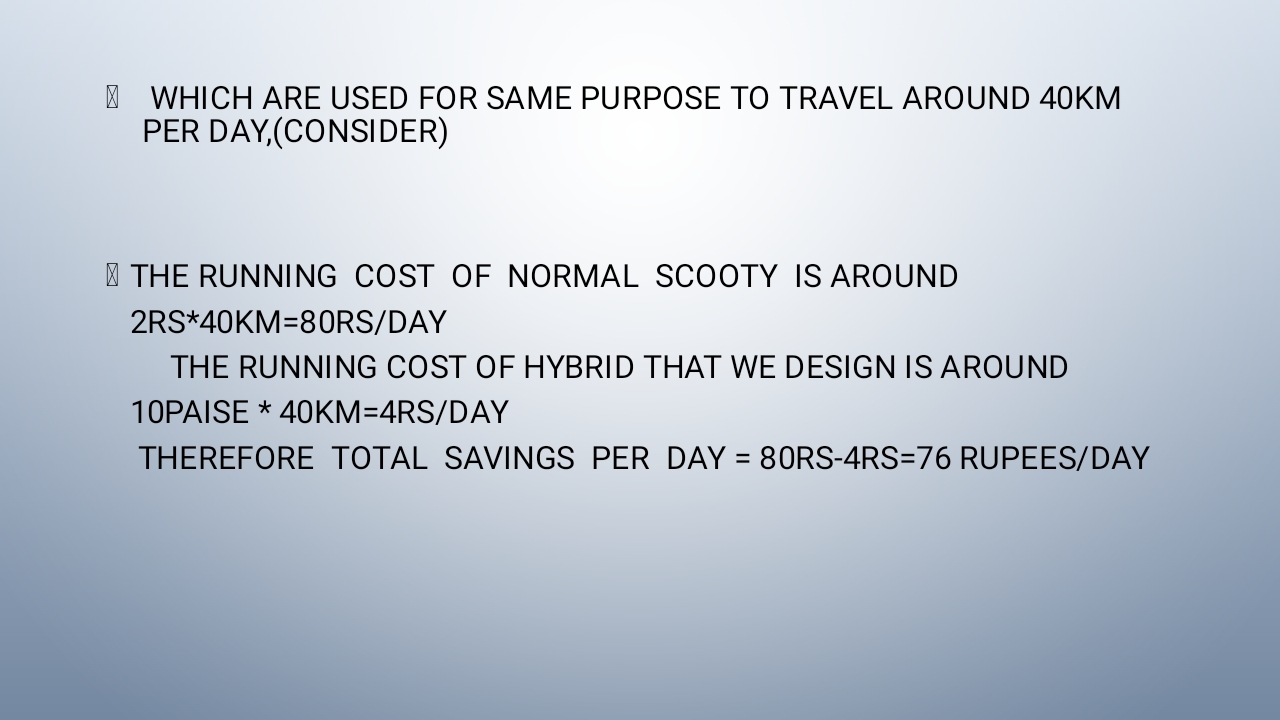 WHICH ARE USED FOR SAME PURPOSE TO TRAVEL AROUND 40KM
PER DAY,(CONSIDER)
THE RUNNING COST OF NORMAL SCOOTY IS AROUND
2RS*40KM=80RS/DAY
THE RUNNING COST OF HYBRID THAT WE DESIGN IS AROUND
10PAISE * 40KM=4RS/DAY
THEREFORE TOTAL SAVINGS PER DAY = 80RS-4RS=76 RUPEES/DAY